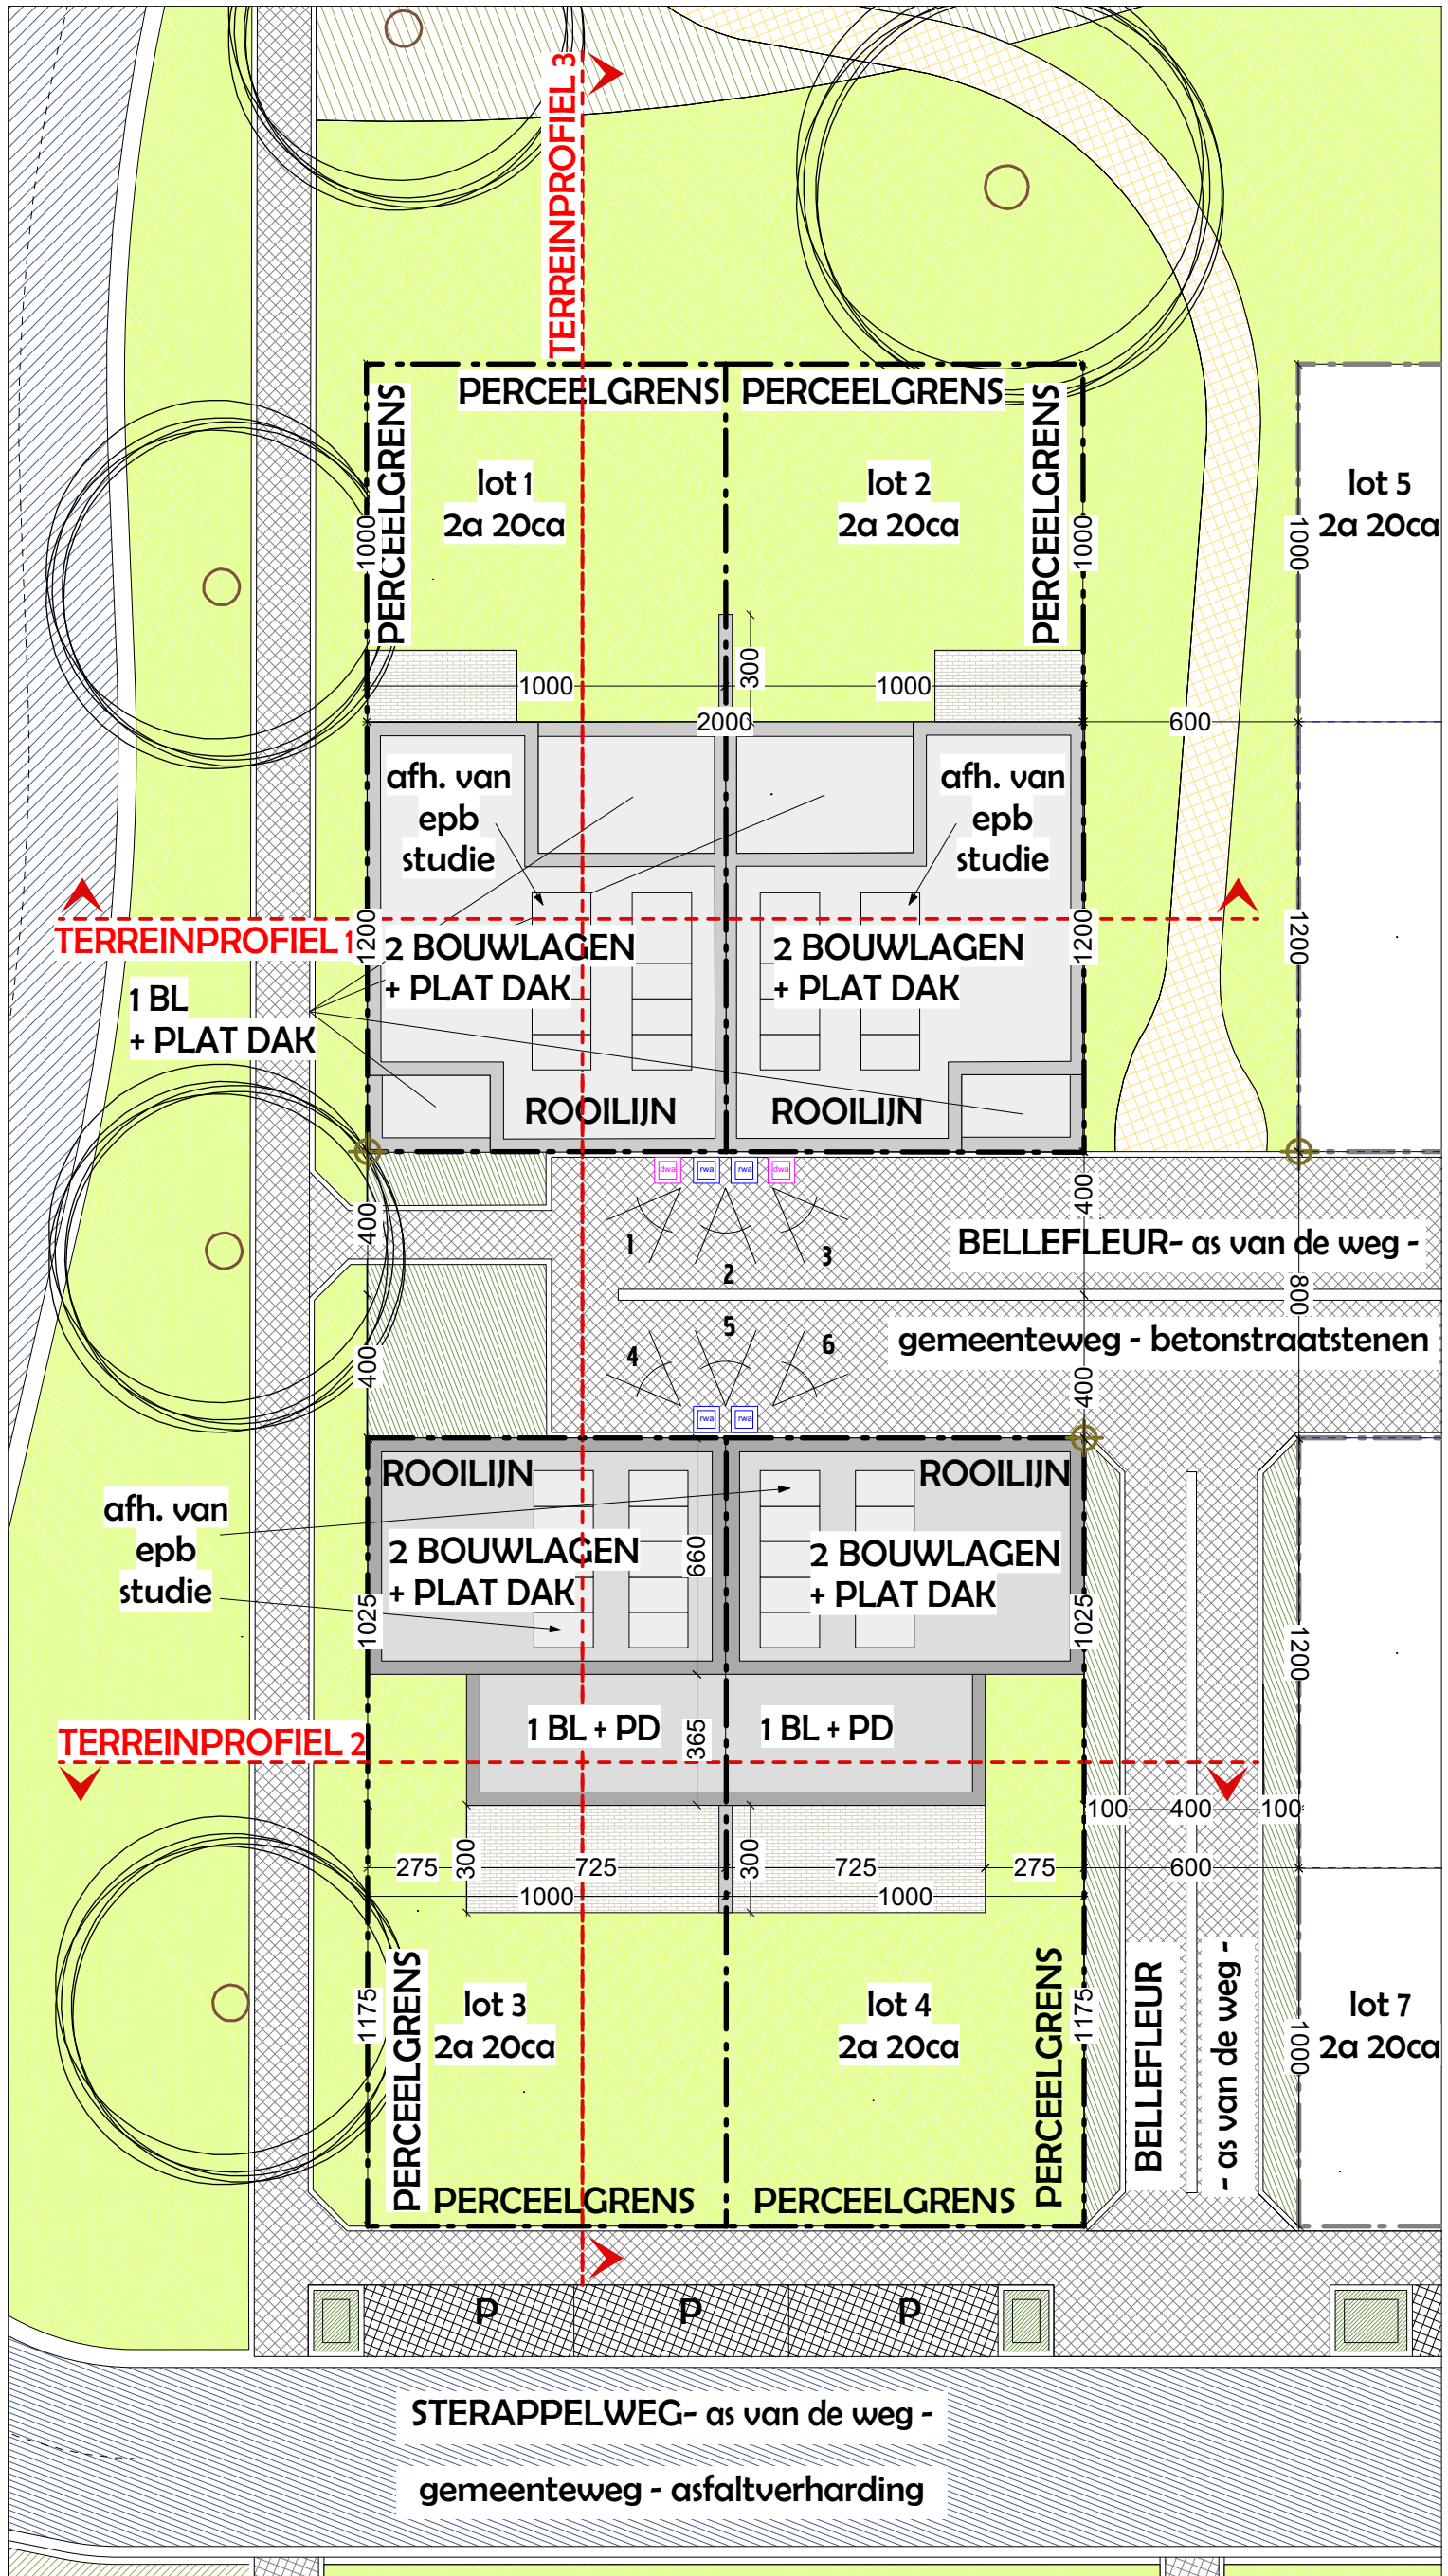 TERREINPROFIEL 3
PERCEELGRENS
PERCEELGRENS
PERCEELGRENS
PERCEELGRENS
lot 1
2a 20ca
lot 2
2a 20ca
lot 5
2a 20ca
1000
1000
1000
300
1000
1000
2000
600
afh. van
epb
studie
afh. van
epb
studie
TERREINPROFIEL 1
1200
1200
1200
2 BOUWLAGEN
+ PLAT DAK
2 BOUWLAGEN
+ PLAT DAK
1 BL
+ PLAT DAK
ROOILIJN
ROOILIJN
dwa
rwa
rwa
dwa
400
400
1
2
3
BELLEFLEUR- as van de weg -
800
gemeenteweg - betonstraatstenen
4
5
6
400
400
rwa
rwa
ROOILIJN
ROOILIJN
afh. van
epb
studie
2 BOUWLAGEN
+ PLAT DAK
2 BOUWLAGEN
+ PLAT DAK
660
1025
1025
1200
1 BL + PD
1 BL + PD
365
TERREINPROFIEL 2
100
400
100
275
300
725
300
725
275
600
1000
1000
PERCEELGRENS
PERCEELGRENS
1175
1175
lot 3
2a 20ca
lot 4
2a 20ca
BELLEFLEUR
- as van de weg -
1000
lot 7
2a 20ca
PERCEELGRENS
PERCEELGRENS
P
P
P
STERAPPELWEG- as van de weg -
gemeenteweg - asfaltverharding